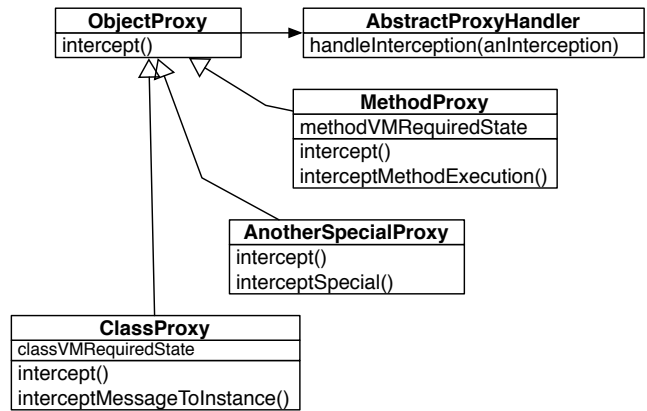 ObjectProxy
intercept()
AbstractProxyHandler
handleInterception(anInterception)
MethodProxy
methodVMRequiredState
intercept()
interceptMethodExecution()
AnotherSpecialProxy
intercept()
interceptSpecial()
ClassProxy
classVMRequiredState
intercept()
interceptMessageToInstance()